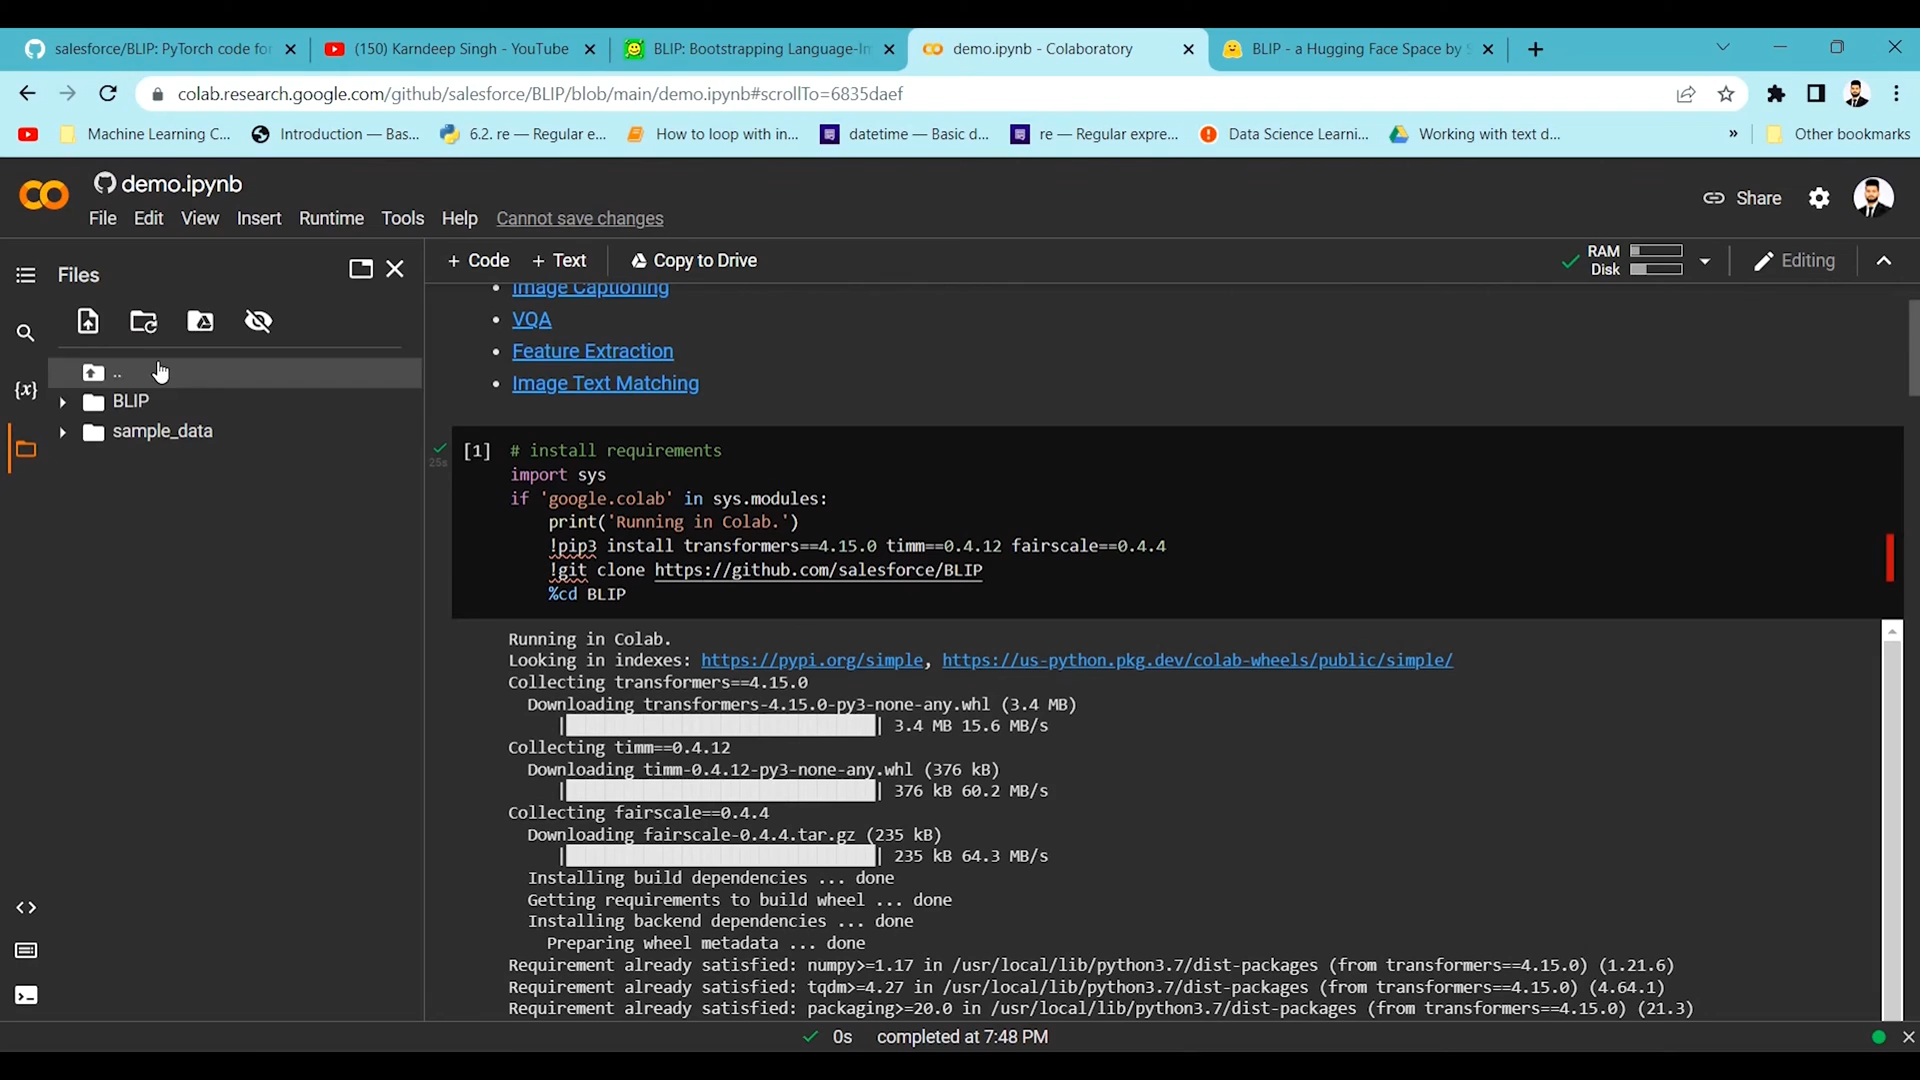 salesforce/BLIP: PyTorch code for
(150) Karndeep Singh - YouTube
BLIP: Bootstrapping Language-Im
demo.ipynb - Colaboratory
BLIP - a Hugging Face Space by S
colab.research.google.com/github/salesforce/BLIP/blob/main/demo.ipynb#scrollTo=6835daef
Machine Learning C...
Introduction — Bas...
6.2. re — Regular e...
How to loop with in...
datetime — Basic d...
re — Regular expre...
Data Science Learni...
Working with text d...
»
Other bookmarks
demo.ipynb
File Edit View Insert Runtime Tools Help Cannot save changes
Share
Files
+ Code + Text Copy to Drive
RAM
Disk
Editing
..
BLIP
sample_data
{x}
• Image Captioning
• VQA
• Feature Extraction
• Image Text Matching
25s
[1] # install requirements
import sys
if 'google.colab' in sys.modules:
print('Running in Colab.')
!pip3 install transformers==4.15.0 timm==0.4.12 fairscale==0.4.4
!git clone https://github.com/salesforce/BLIP
%cd BLIP
Running in Colab.
Looking in indexes: https://pypi.org/simple, https://us-python.pkg.dev/colab-wheels/public/simple/
Collecting transformers==4.15.0
Downloading transformers-4.15.0-py3-none-any.whl (3.4 MB)
| | 3.4 MB 15.6 MB/s
Collecting timm==0.4.12
Downloading timm-0.4.12-py3-none-any.whl (376 kB)
| | 376 kB 60.2 MB/s
Collecting fairscale==0.4.4
Downloading fairscale-0.4.4.tar.gz (235 kB)
| | 235 kB 64.3 MB/s
Installing build dependencies ... done
Getting requirements to build wheel ... done
Installing backend dependencies ... done
Preparing wheel metadata ... done
Requirement already satisfied: numpy>=1.17 in /usr/local/lib/python3.7/dist-packages (from transformers==4.15.0) (1.21.6)
Requirement already satisfied: tqdm>=4.27 in /usr/local/lib/python3.7/dist-packages (from transformers==4.15.0) (4.64.1)
Requirement already satisfied: packaging>=20.0 in /usr/local/lib/python3.7/dist-packages (from transformers==4.15.0) (21.3)
0s completed at 7:48 PM